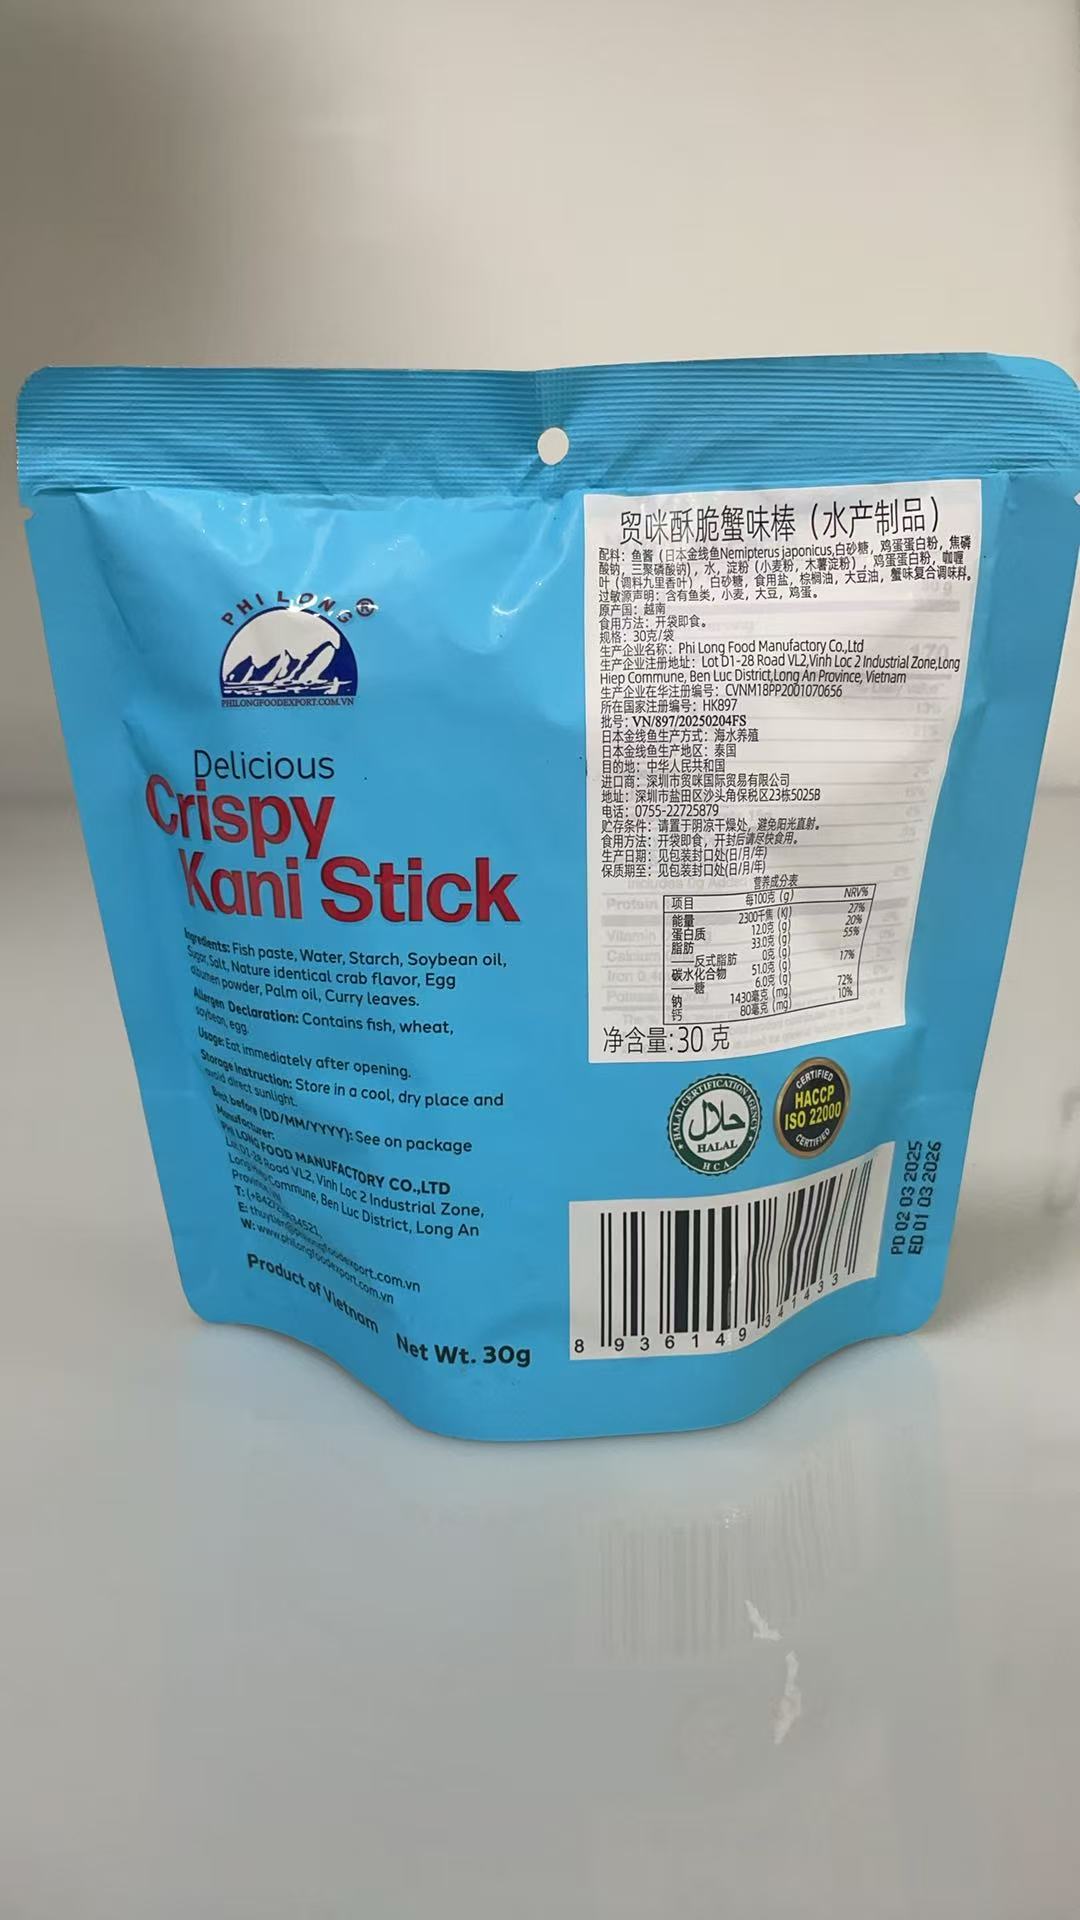 PHI LONG®
PHILONGFOODEXPORT.COM.VN
Delicious
Crispy
Kani Stick
Ingredients: Fish paste, Water, Starch, Soybean oil,
Sugar, Salt, Nature identical crab flavor, Egg
albumen powder, Palm oil, Curry leaves.
Allergen Declaration: Contains fish, wheat,
soybean, egg.
Usage: Eat immediately after opening.
Storage Instruction: Store in a cool, dry place and
avoid direct sunlight.
Best before (DD/MM/YYYY): See on package
Manufacturer:
PHI LONG FOOD MANUFACTORY CO.,LTD
Lot D1-28 Road VL2, Vinh Loc 2 Industrial Zone,
Long Hiep Commune, Ben Luc District, Long An
Province,
W: www.philongfoodexport.com.vn
Product of Vietnam
Net Wt. 30g
贸咪酥脆蟹味棒（水产制品）
配料：鱼酱（日本金线鱼Nemipterus japonicus,白砂糖，鸡蛋蛋白粉，焦磷
酸钠，三聚磷酸钠），水，淀粉（小麦粉，木薯淀粉），鸡蛋蛋白粉，咖喱
叶（调料九里香叶），白砂糖，食用盐，棕榈油，大豆油，蟹味复合调味料。
过敏源声明：含有鱼类，小麦，大豆，鸡蛋。
原产国：越南
食用方法：开袋即食。
规格：30克/袋
生产企业名称：Phi Long Food Manufactory Co.,Ltd
生产企业注册地址：Lot D1-28 Road VL2,Vinh Loc 2 Industrial Zone,Long
Hiep Commune, Ben Luc District,Long An Province, Vietnam
生产企业在华注册编号：CVNM18PP2001070656
所在国家注册编号：HK897
批号：VN/897/20250204FS
日本金线鱼生产方式：海水养殖
日本金线鱼生产地区：泰国
目的地：中华人民共和国
进口商：深圳市贸咪国际贸易有限公司
地址：深圳市盐田区沙头角保税区23栋5025B
电话：0755-22725879
贮存条件：请置于阴凉干燥处，避免阳光直射。
食用方法：开袋即食，开封后请尽快食用。
生产日期：见包装封口处(日/月/年)
保质期至：见包装封口处(日/月/年)
营养成分表
项目 每100克 (g) NRV%
能量 2300千焦 (kJ) 27%
蛋白质 12.0克 (g) 20%
脂肪 33.0克 (g) 55%
——反式脂肪 0克 (g)
碳水化合物 51.0克 (g) 17%
——糖 6.0克 (g)
钠 1430毫克 (mg) 72%
钙 80毫克 (mg) 10%
净含量:30 克
HALAL CERTIFICATION AGENCY
حلال
HALAL
HCA
CERTIFIED
HACCP
ISO 22000
CERTIFIED
PD 02 03 2025
ED 01 03 2026
8 936149 341433